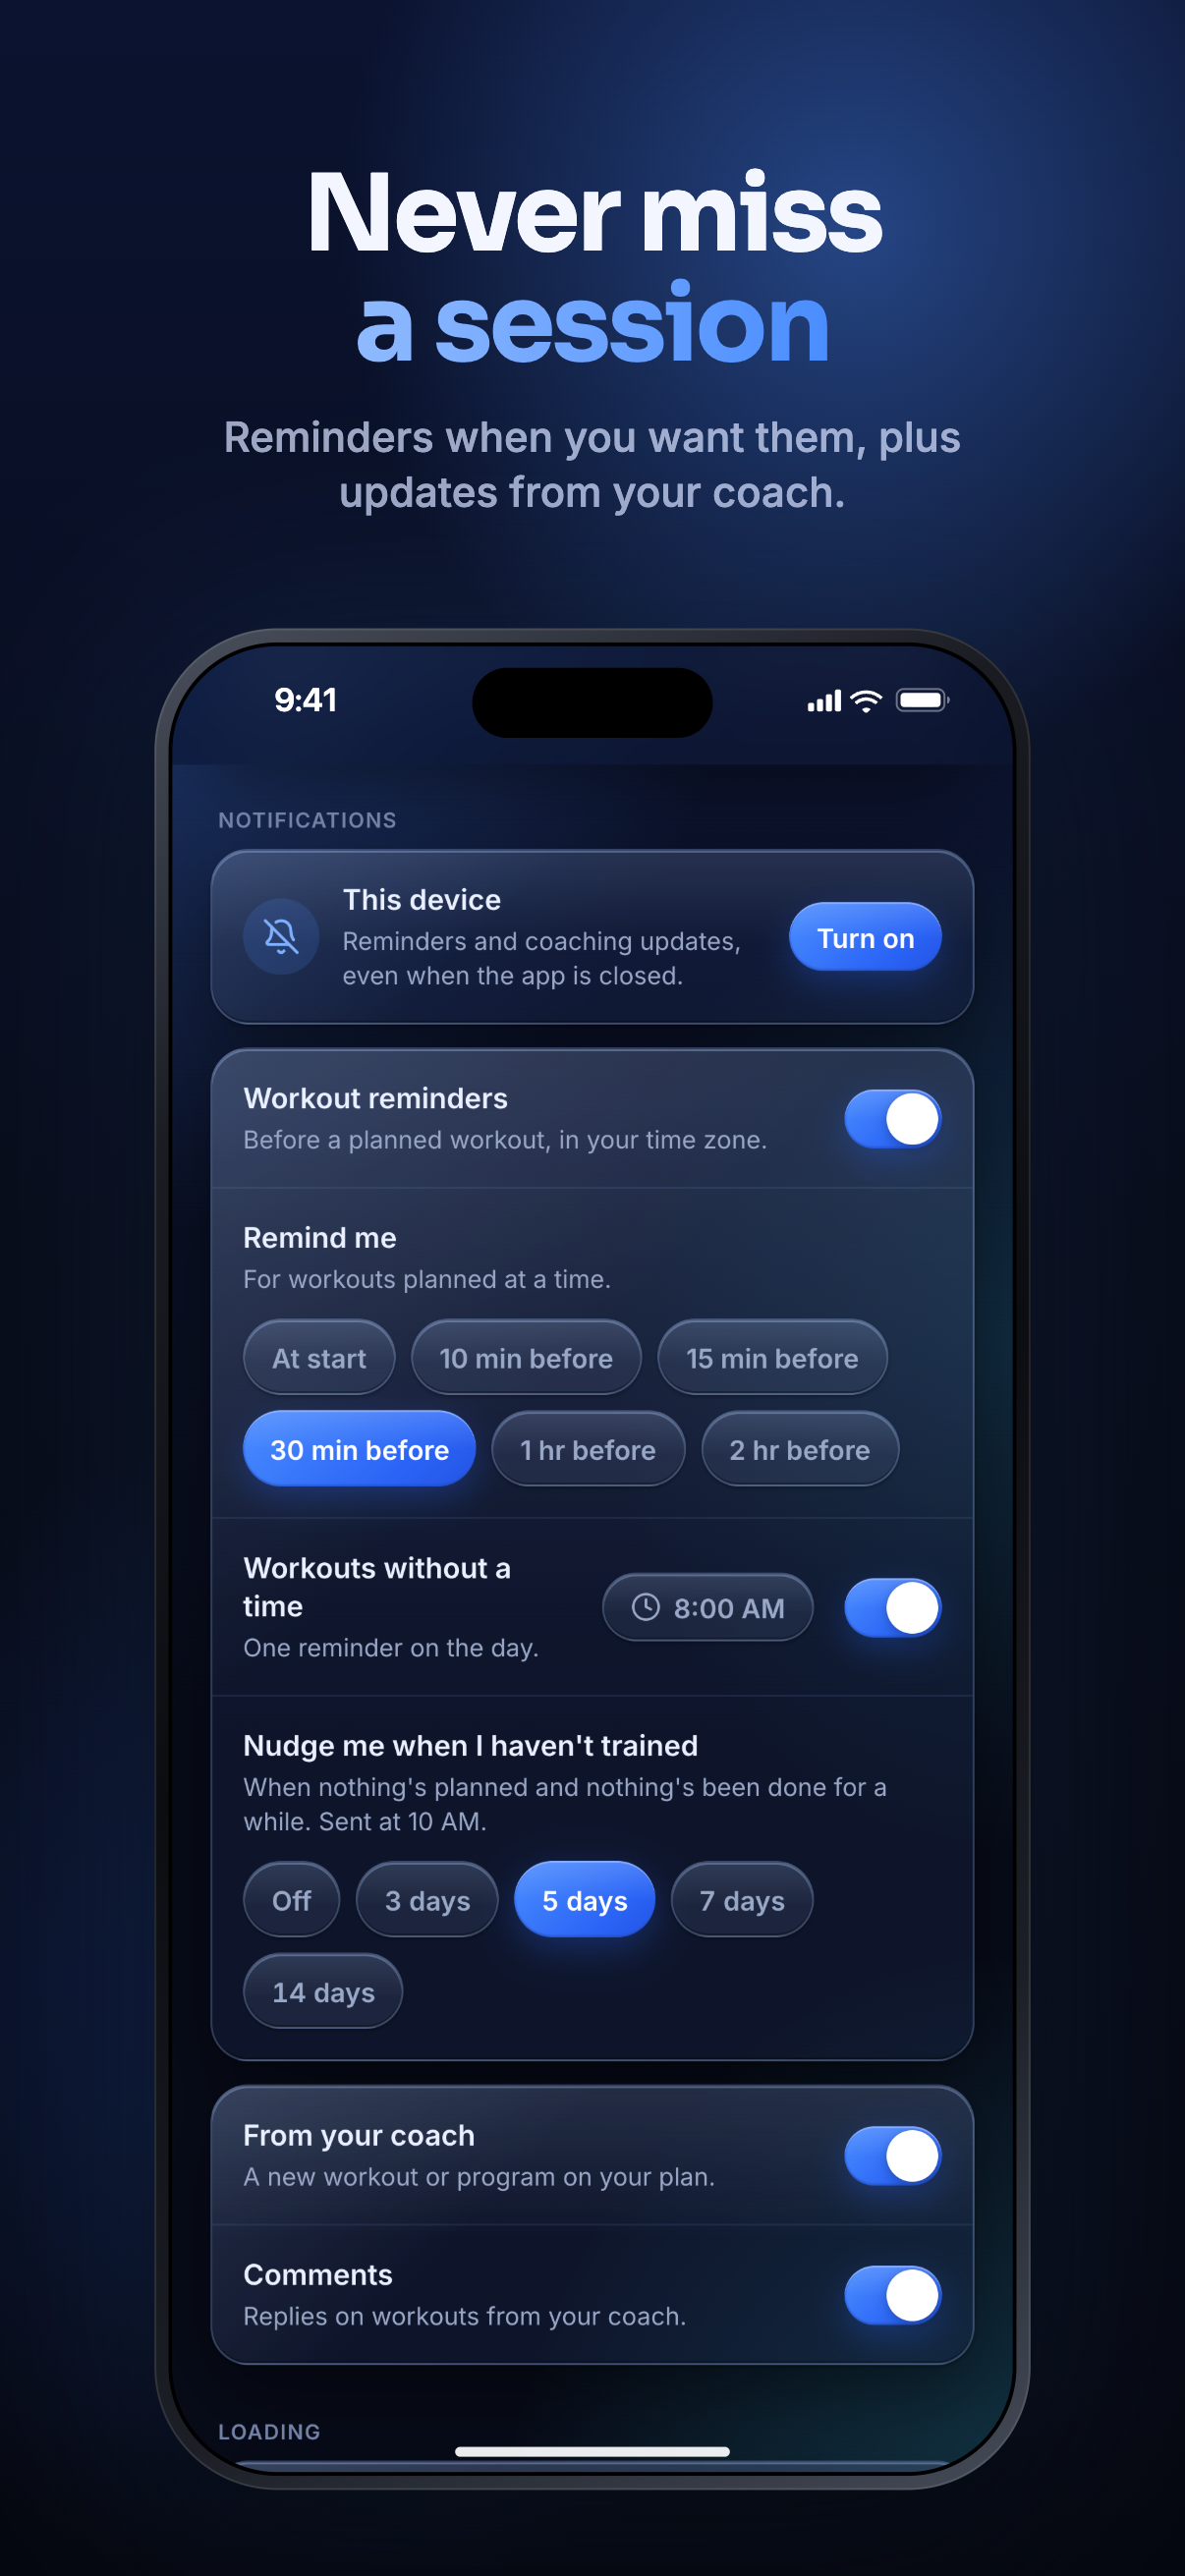 Never miss
a session
Reminders when you want them, plus
updates from your coach.
9:41
NOTIFICATIONS
This device
Reminders and coaching updates,
even when the app is closed.
Turn on
Workout reminders
Before a planned workout, in your time zone.
Remind me
For workouts planned at a time.
At start
10 min before
15 min before
30 min before
1 hr before
2 hr before
Workouts without a
time
One reminder on the day.
8:00 AM
Nudge me when I haven't trained
When nothing's planned and nothing's been done for a
while. Sent at 10 AM.
Off
3 days
5 days
7 days
14 days
From your coach
A new workout or program on your plan.
Comments
Replies on workouts from your coach.
LOADING